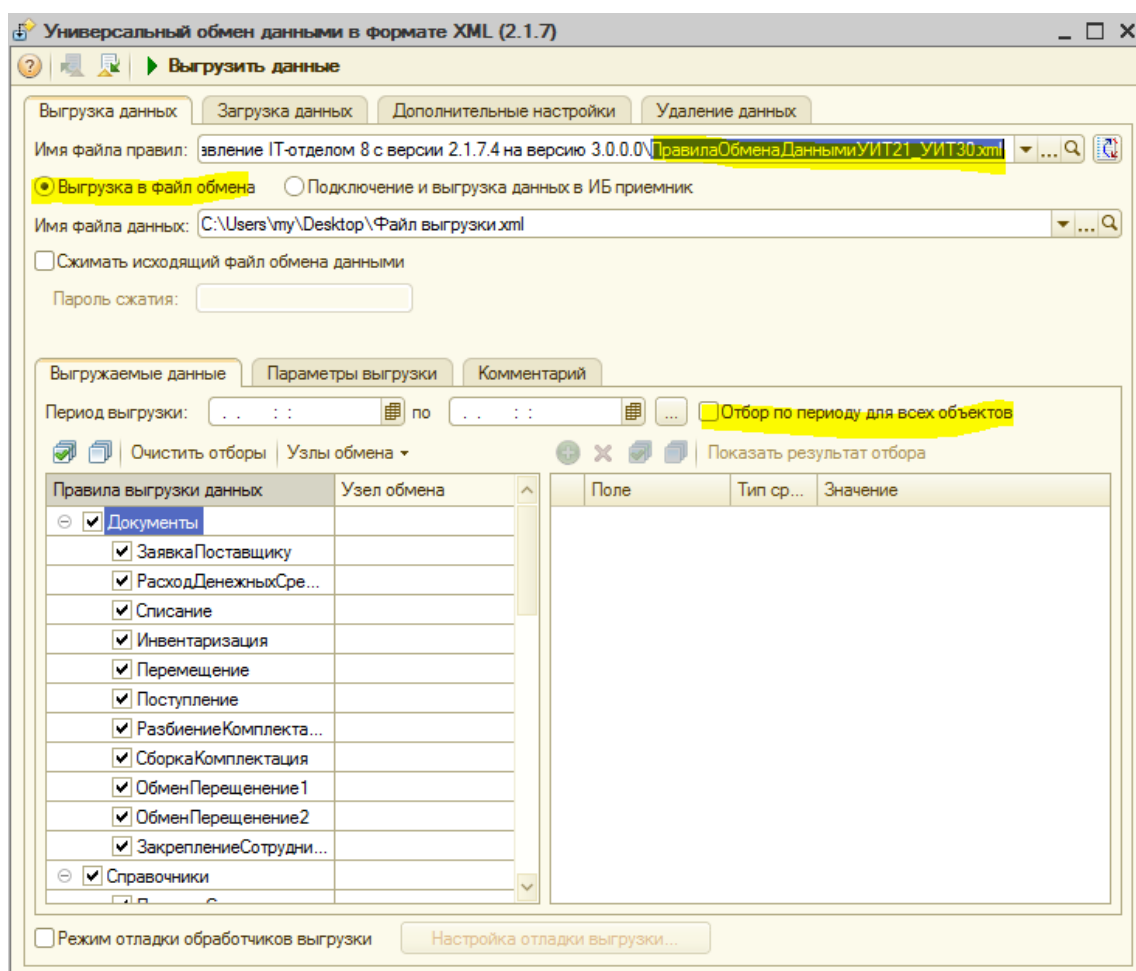 Универсальный обмен данными в формате XML (2.1.7)
Выгрузить данные
Выгрузка данных Загрузка данных Дополнительные настройки Удаление данных
Имя файла правил: авление IT-отделом 8 с версии 2.1.7.4 на версию 3.0.0.0\ПравилаОбменаДаннымиУИТ21_УИТ30.xml ...
Выгрузка в файл обмена Подключение и выгрузка данных в ИБ приемник
Имя файла данных: C:\Users\my\Desktop\Файл выгрузки.xml ...
Сжимать исходящий файл обмена данными
Пароль сжатия:
Выгружаемые данные Параметры выгрузки Комментарий
Период выгрузки: . . : : по . . : : ... Отбор по периоду для всех объектов
Очистить отборы Узлы обмена Показать результат отбора
Правила выгрузки данных Узел обмена Поле Тип ср... Значение
Документы
ЗаявкаПоставщику
РасходДенежныхСре...
Списание
Инвентаризация
Перемещение
Поступление
РазбиениеКомплекта...
СборкаКомплектация
ОбменПерещенение1
ОбменПерещенение2
ЗакреплениеСотрудни...
Справочники
Режим отладки обработчиков выгрузки Настройка отладки выгрузки...